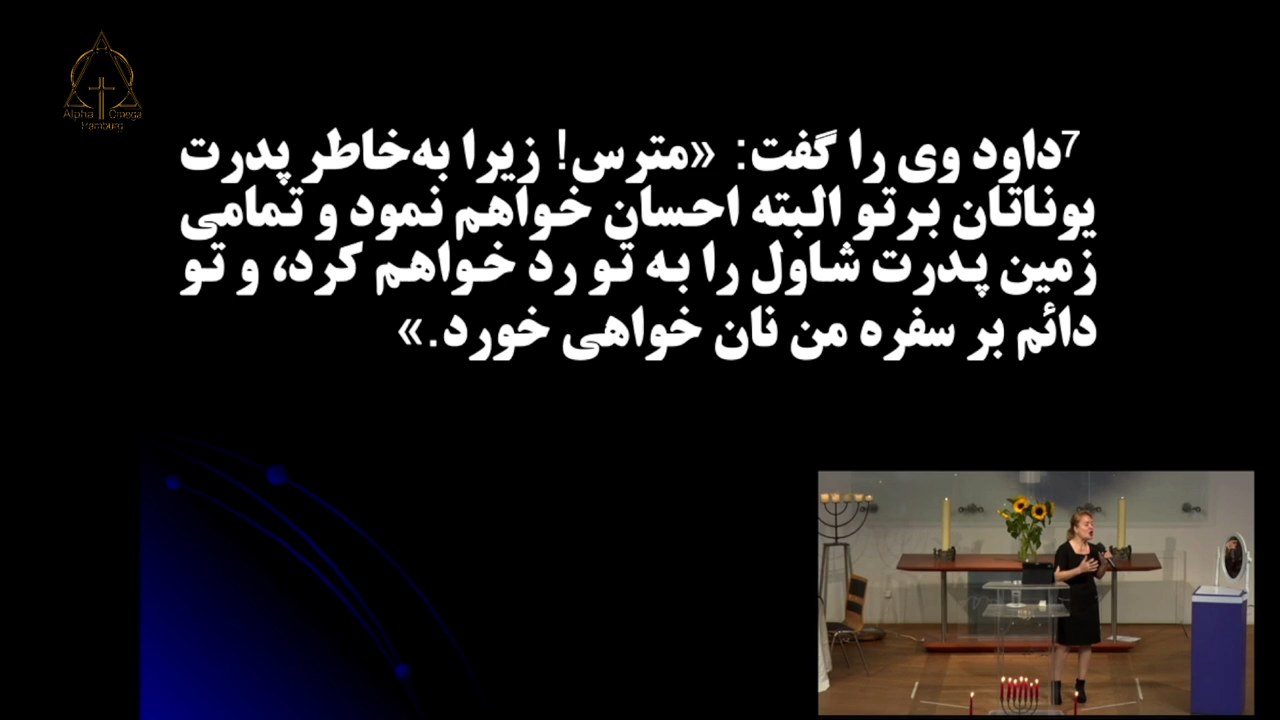 Alpha Omega
Hamburg
7داود وی را گفت: «مترس! زیرا به‌خاطر پدرت
یوناتان برتو البته احسان خواهم نمود و تمامی
زمین پدرت شاول را به تو رد خواهم کرد، و تو
دائم بر سفره من نان خواهی خورد.»